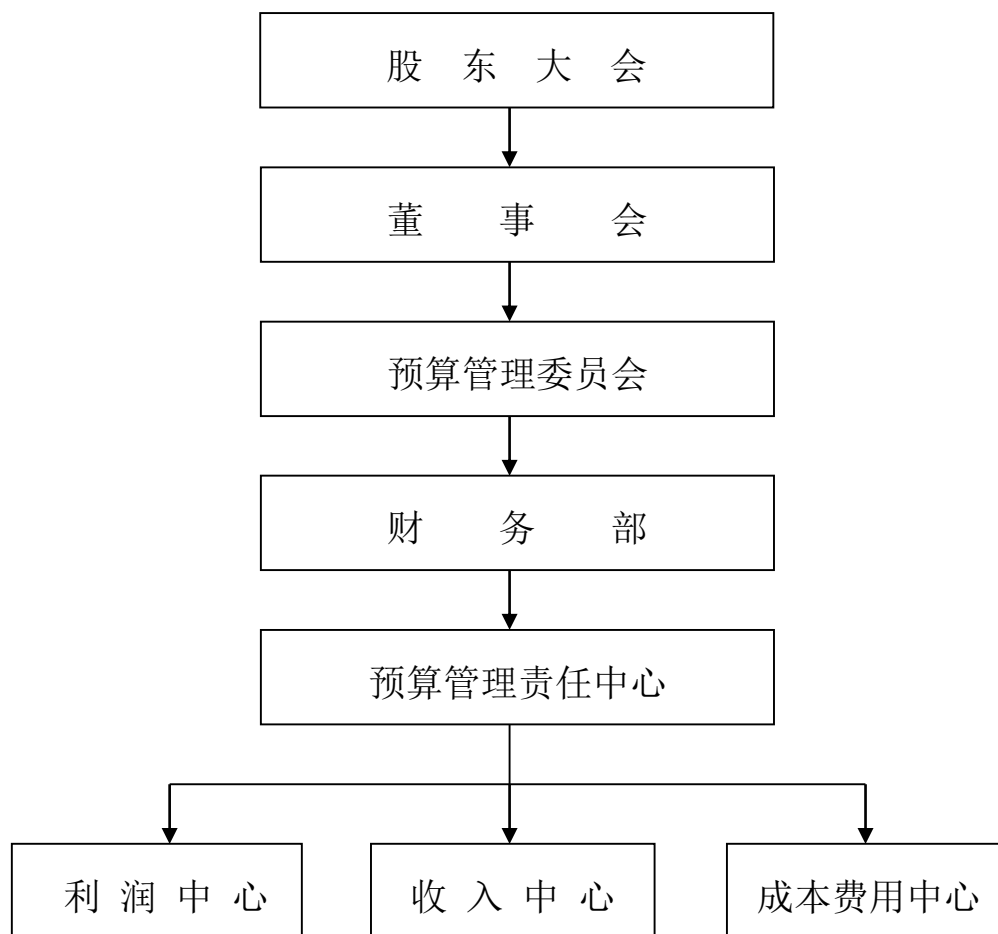 股东大会
董事会
预算管理委员会
财务部
预算管理责任中心
利润中心 收入中心 成本费用中心